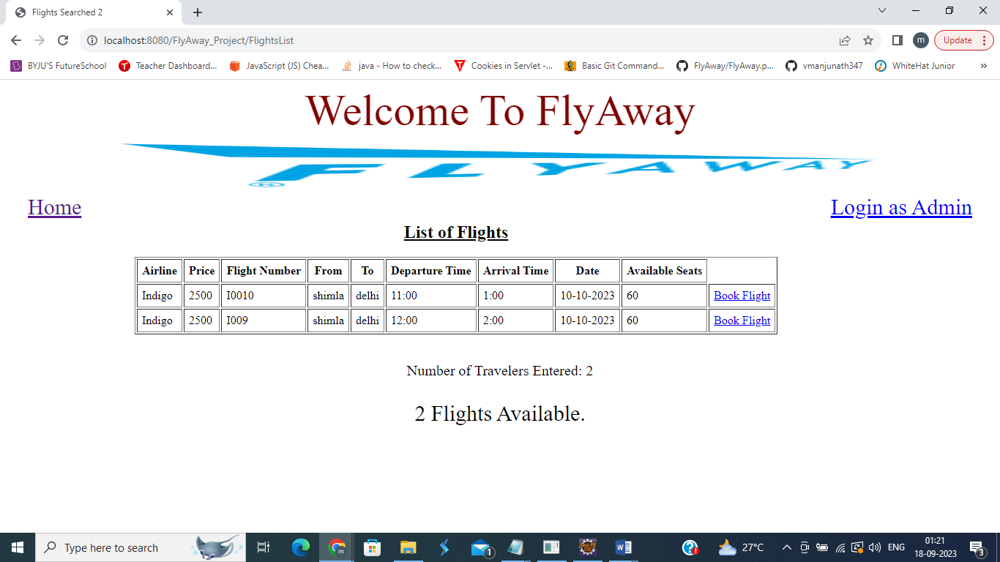 Flights Searched 2
localhost:8080/FlyAway_Project/FlightsList
m
Update
BYJU'S FutureSchool Teacher Dashboard... JavaScript (JS) Chea... java - How to check... Cookies in Servlet -... Basic Git Command... FlyAway/FlyAway.p... vmanjunath347 WhiteHat Junior »
Welcome To FlyAway
FLYAWAY
®
Home Login as Admin
List of Flights
Airline Price Flight Number From To Departure Time Arrival Time Date Available Seats
Indigo 2500 I0010 shimla delhi 11:00 1:00 10-10-2023 60 Book Flight
Indigo 2500 I009 shimla delhi 12:00 2:00 10-10-2023 60 Book Flight
Number of Travelers Entered: 2
2 Flights Available.
Type here to search 27°C ENG 01:21
18-09-2023